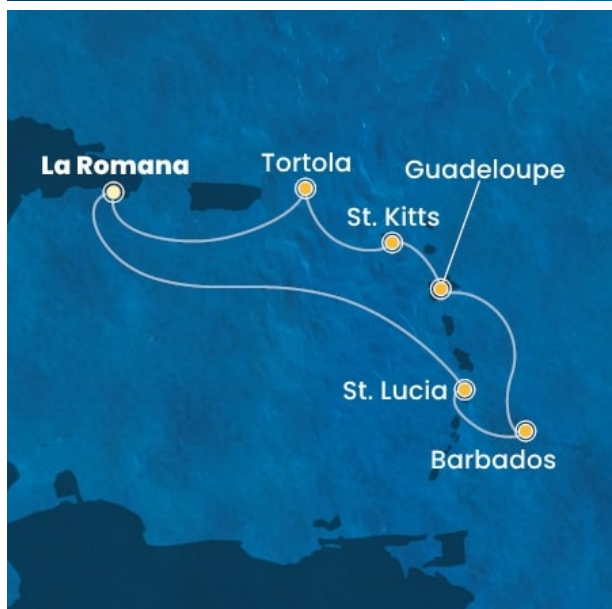 La Romana
Tortola
Guadeloupe
St. Kitts
St. Lucia
Barbados